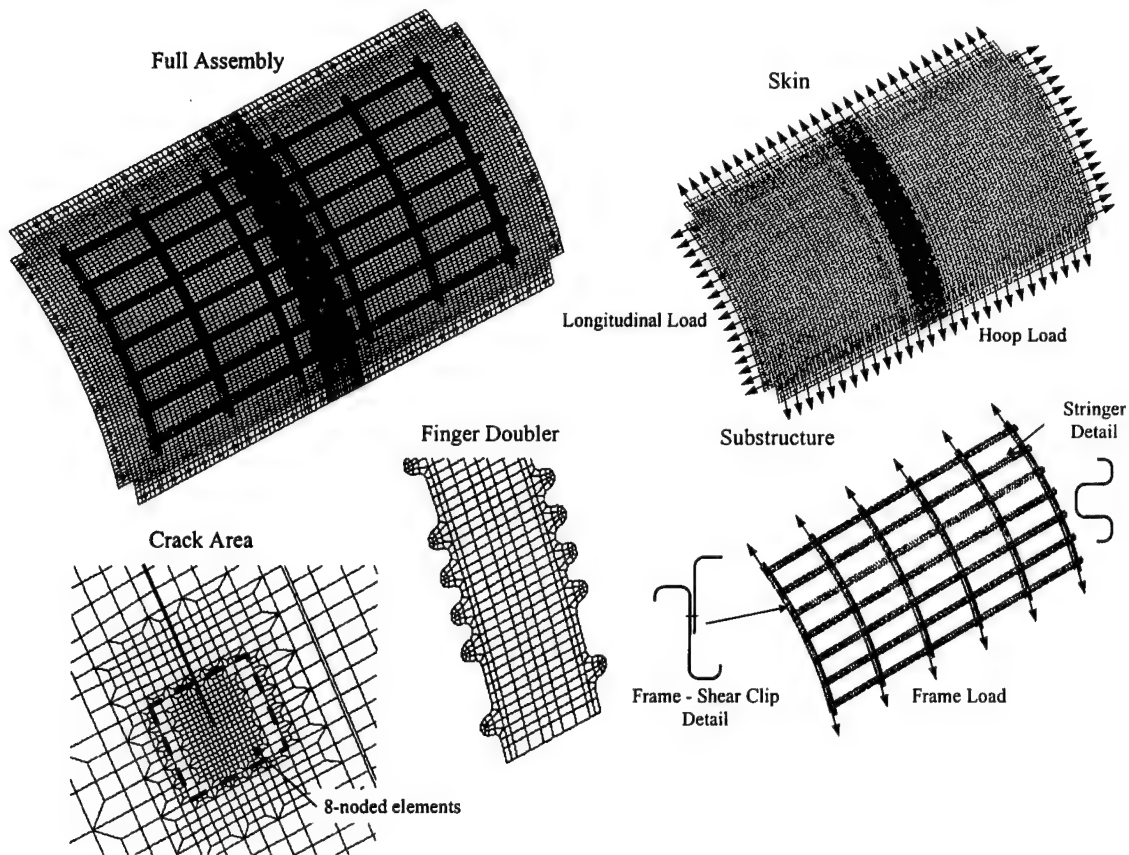 Full Assembly
Skin
Longitudinal Load
Hoop Load
Finger Doubler
Substructure
Stringer
Detail
Crack Area
Frame - Shear Clip
Detail
Frame Load
8-noded elements